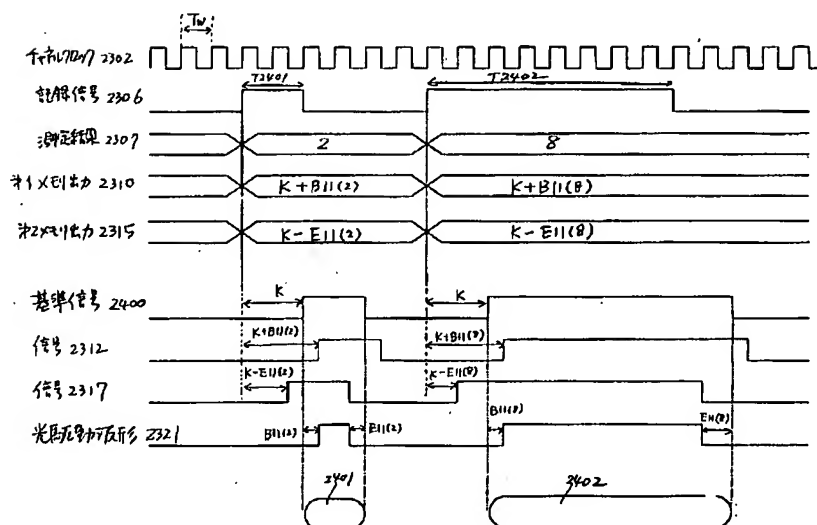 Tw
チャネルクロック 2302
T2401
T2402
記録信号 2306
測定結果 2307
2
8
才1メモリ出力 2310
K+B11(2)
K+B11(8)
才2メモリ出力 2315
K-E11(2)
K-E11(8)
基準信号 2400
K
K
信号 2312
K+B11(2)
K+B11(8)
信号 2317
K-E11(2)
K-E11(8)
光駆動波形 2321
B11(2)
E11(2)
B11(8)
E11(8)
2401
2402